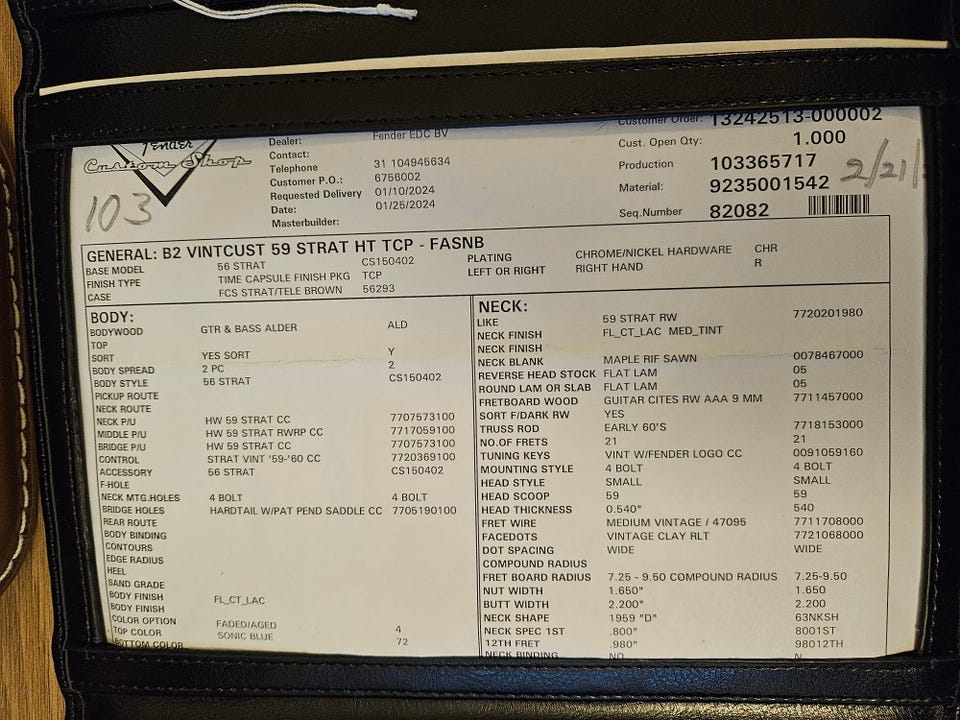 Fender
Custom Shop
103
Dealer: Fender EDC BV
Contact:
Telephone 31 104945634
Customer P.O.: 6756002
Requested Delivery 01/10/2024
Date: 01/25/2024
Masterbuilder:
Customer Order: 13242513-000002
Cust. Open Qty: 1.000
Production 103365717
Material: 9235001542
2/21/
Seq.Number 82082
GENERAL: B2 VINTCUST 59 STRAT HT TCP - FASNB
BASE MODEL 56 STRAT CS150402 PLATING CHROME/NICKEL HARDWARE CHR
FINISH TYPE TIME CAPSULE FINISH PKG TCP LEFT OR RIGHT RIGHT HAND R
CASE FCS STRAT/TELE BROWN 56293
BODY:
BODYWOOD GTR & BASS ALDER ALD
TOP
SORT YES SORT Y
BODY SPREAD 2 PC 2
BODY STYLE 56 STRAT CS150402
PICKUP ROUTE
NECK ROUTE
NECK P/U HW 59 STRAT CC 7707573100
MIDDLE P/U HW 59 STRAT RWRP CC 7717059100
BRIDGE P/U HW 59 STRAT CC 7707573100
CONTROL STRAT VINT '59-'60 CC 7720369100
ACCESSORY 56 STRAT CS150402
F-HOLE
NECK MTG.HOLES 4 BOLT 4 BOLT
BRIDGE HOLES HARDTAIL W/PAT PEND SADDLE CC 7705190100
REAR ROUTE
BODY BINDING
CONTOURS
EDGE RADIUS
HEEL
SAND GRADE
BODY FINISH FL_CT_LAC
BODY FINISH
COLOR OPTION FADED/AGED 4
TOP COLOR SONIC BLUE 72
BOTTOM COLOR
NECK:
LIKE 59 STRAT RW 7720201980
NECK FINISH FL_CT_LAC MED_TINT
NECK FINISH
NECK BLANK MAPLE RIF SAWN 0078467000
REVERSE HEAD STOCK FLAT LAM 05
ROUND LAM OR SLAB FLAT LAM 05
FRETBOARD WOOD GUITAR CITES RW AAA 9 MM 7711457000
SORT F/DARK RW YES
TRUSS ROD EARLY 60'S 7718153000
NO.OF FRETS 21 21
TUNING KEYS VINT W/FENDER LOGO CC 0091059160
MOUNTING STYLE 4 BOLT 4 BOLT
HEAD STYLE SMALL SMALL
HEAD SCOOP 59 59
HEAD THICKNESS 0.540" 540
FRET WIRE MEDIUM VINTAGE / 47095 7711708000
FACEDOTS VINTAGE CLAY RLT 7721068000
DOT SPACING WIDE WIDE
COMPOUND RADIUS
FRET BOARD RADIUS 7.25 - 9.50 COMPOUND RADIUS 7.25-9.50
NUT WIDTH 1.650" 1.650
BUTT WIDTH 2.200" 2.200
NECK SHAPE 1959 "D" 63NKSH
NECK SPEC 1ST .800" 8001ST
12TH FRET .980" 98012TH
NECK BINDING NO N